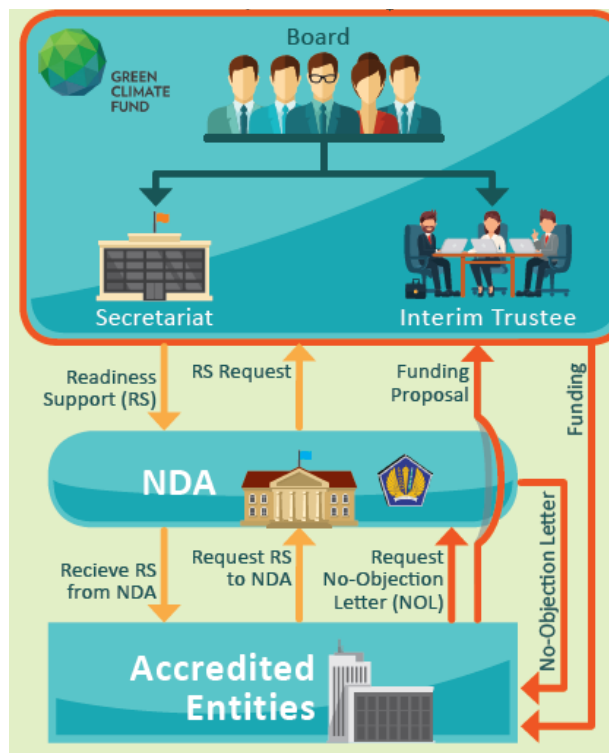 Board
GREEN
CLIMATE
FUND
Secretariat
Interim Trustee
Readiness
Support (RS)
RS Request
Funding
Proposal
Funding
NDA
No-Objection Letter
Recieve RS
from NDA
Request RS
to NDA
Request
No-Objection
Letter (NOL)
Accredited
Entities